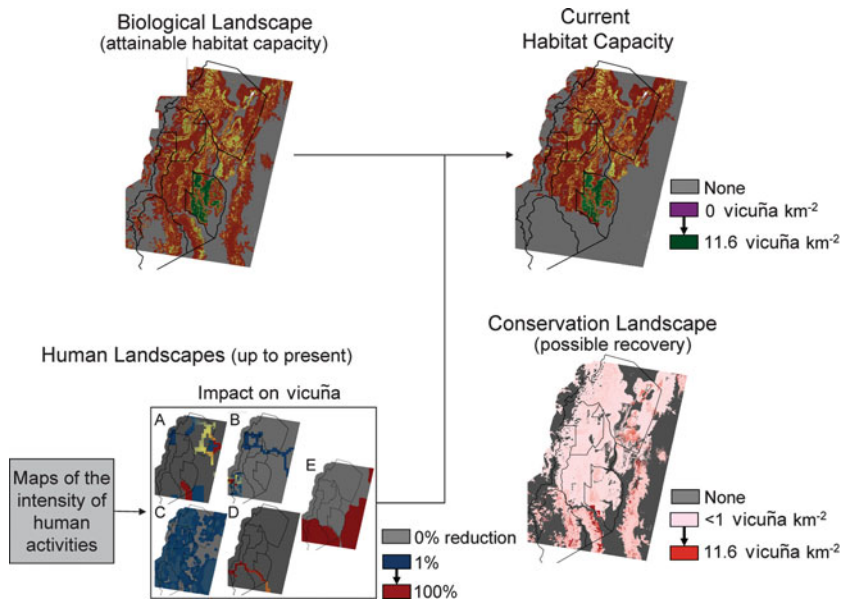 Biological Landscape
(attainable habitat capacity)
Current
Habitat Capacity
None
0 vicuña km-2
11.6 vicuña km-2
Human Landscapes (up to present)
Impact on vicuña
Maps of the
intensity of
human
activities
A
B
C
D
E
0% reduction
1%
100%
Conservation Landscape
(possible recovery)
None
<1 vicuña km-2
11.6 vicuña km-2